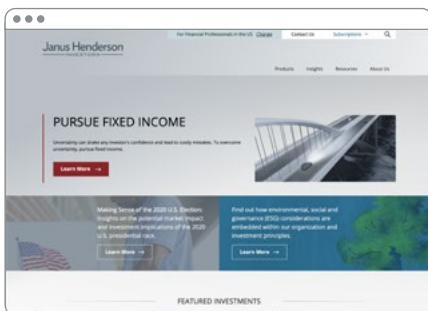 For Financial Professionals in the US Change
Contact Us
Subscriptions
Janus Henderson
INVESTORS
Products
Insights
Resources
About Us
PURSUE FIXED INCOME
Uncertainty can shake any investor's confidence and lead to costly mistakes. To overcome
uncertainty, pursue fixed income.
Learn More →
Making Sense of the 2020 U.S. Election:
Insights on the potential market impact
and investment implications of the 2020
U.S. presidential race.
Learn More →
Find out how environmental, social and
governance (ESG) considerations are
embedded within our organization and
investment principles.
Learn More →
FEATURED INVESTMENTS